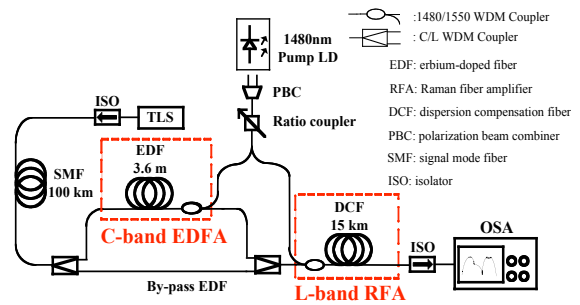 1480nm
Pump LD
PBC
Ratio coupler
:1480/1550 WDM Coupler
: C/L WDM Coupler
EDF: erbium-doped fiber
RFA: Raman fiber amplifier
DCF: dispersion compensation fiber
PBC: polarization beam combiner
SMF: signal mode fiber
ISO: isolator
ISO
TLS
SMF
100 km
EDF
3.6 m
C-band EDFA
DCF
15 km
L-band RFA
ISO
OSA
By-pass EDF